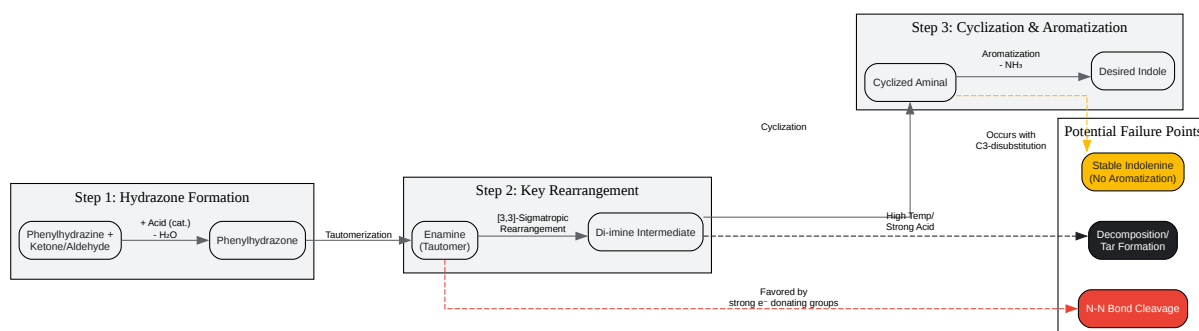 Step 1: Hydrazone Formation
Phenylhydrazine +
Ketone/Aldehyde
+ Acid (cat.)
- H₂O
Phenylhydrazone
Tautomerization
Step 2: Key Rearrangement
Enamine
(Tautomer)
[3,3]-Sigmatropic
Rearrangement
Di-imine Intermediate
Cyclization
Step 3: Cyclization & Aromatization
Cyclized Aminal
Aromatization
- NH₃
Desired Indole
Occurs with
C3-disubstitution
High Temp/
Strong Acid
Favored by
strong e⁻ donating groups
Potential Failure Points
Stable Indolenine
(No Aromatization)
Decomposition/
Tar Formation
N-N Bond Cleavage